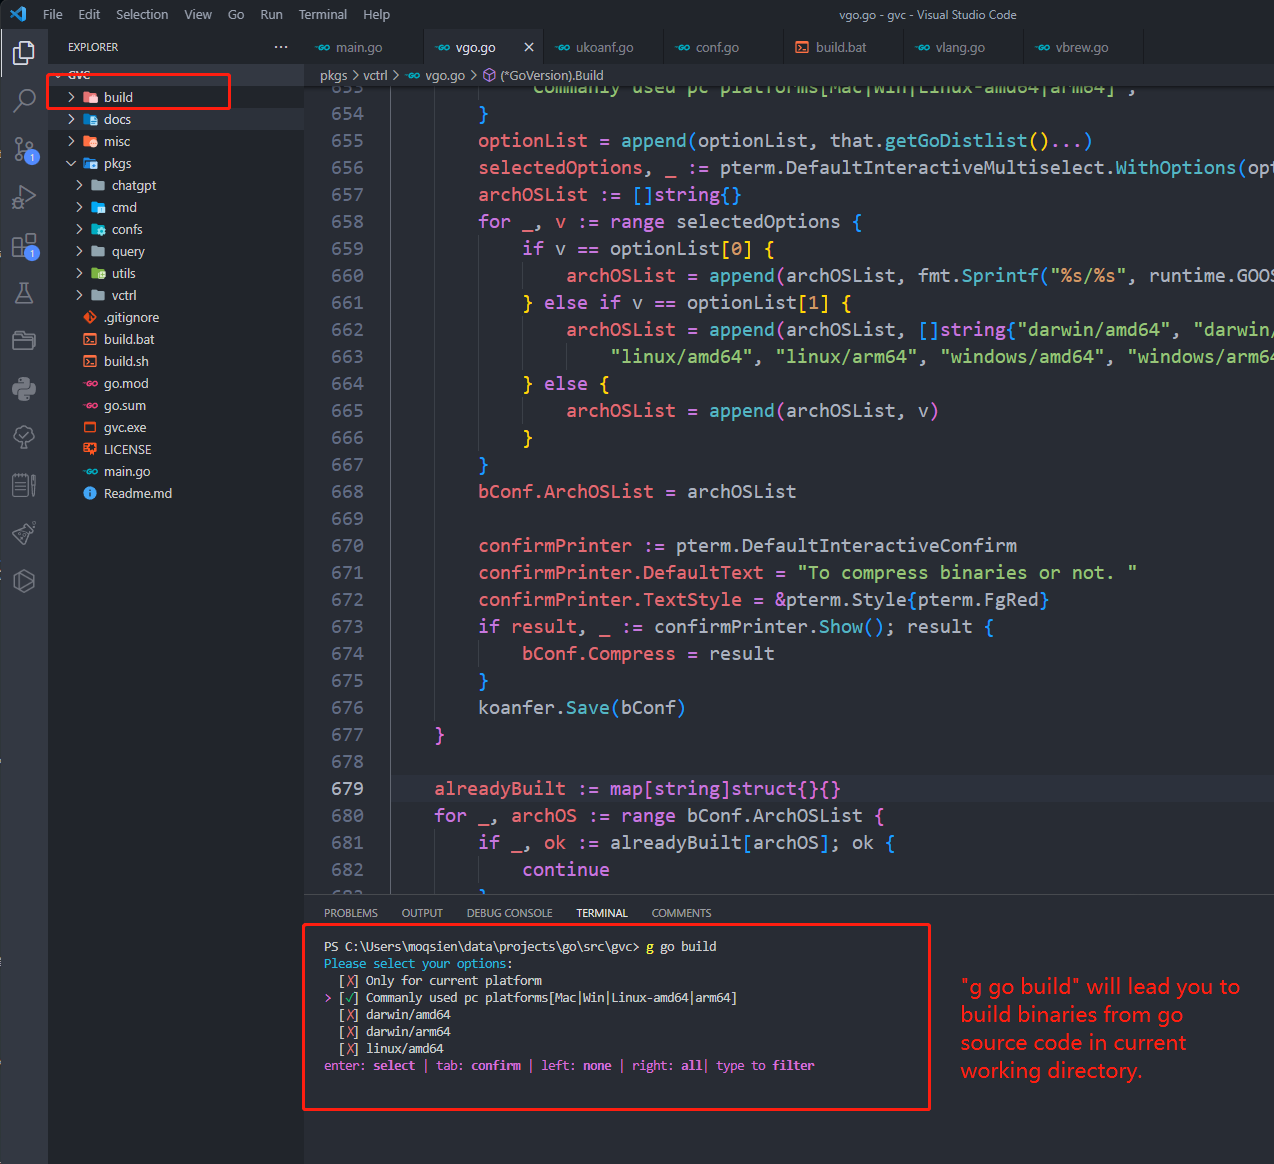 File Edit Selection View Go Run Terminal Help
vgo.go - gvc - Visual Studio Code
EXPLORER
main.go vgo.go ukoanf.go conf.go build.bat vlang.go vbrew.go
pkgs > vctrl > vgo.go > (*GoVersion).Build
GVC
build
docs
misc
pkgs
chatgpt
cmd
confs
query
utils
vctrl
.gitignore
build.bat
build.sh
go.mod
go.sum
gvc.exe
LICENSE
main.go
Readme.md
1
1
653 "Commanly used pc platforms[Mac|Win|Linux-amd64|arm64]",
654 }
655 optionList = append(optionList, that.getGoDistlist()...)
656 selectedOptions, _ := pterm.DefaultInteractiveMultiselect.WithOptions(opt
657 archOSList := []string{}
658 for _, v := range selectedOptions {
659 if v == optionList[0] {
660 archOSList = append(archOSList, fmt.Sprintf("%s/%s", runtime.GOOS
661 } else if v == optionList[1] {
662 archOSList = append(archOSList, []string{"darwin/amd64", "darwin/
663 "linux/amd64", "linux/arm64", "windows/amd64", "windows/arm64
664 } else {
665 archOSList = append(archOSList, v)
666 }
667 }
668 bConf.ArchOSList = archOSList
669
670 confirmPrinter := pterm.DefaultInteractiveConfirm
671 confirmPrinter.DefaultText = "To compress binaries or not. "
672 confirmPrinter.TextStyle = &pterm.Style{pterm.FgRed}
673 if result, _ := confirmPrinter.Show(); result {
674 bConf.Compress = result
675 }
676 koanfer.Save(bConf)
677 }
678
679 alreadyBuilt := map[string]struct{}{}
680 for _, archOS := range bConf.ArchOSList {
681 if _, ok := alreadyBuilt[archOS]; ok {
682 continue
683 }
PROBLEMS OUTPUT DEBUG CONSOLE TERMINAL COMMENTS
PS C:\Users\moqsien\data\projects\go\src\gvc> g go build
Please select your options:
[X] Only for current platform
> [√] Commanly used pc platforms[Mac|Win|Linux-amd64|arm64]
[X] darwin/amd64
[X] darwin/arm64
[X] linux/amd64
enter: select | tab: confirm | left: none | right: all| type to filter
"g go build" will lead you to
build binaries from go
source code in current
working directory.